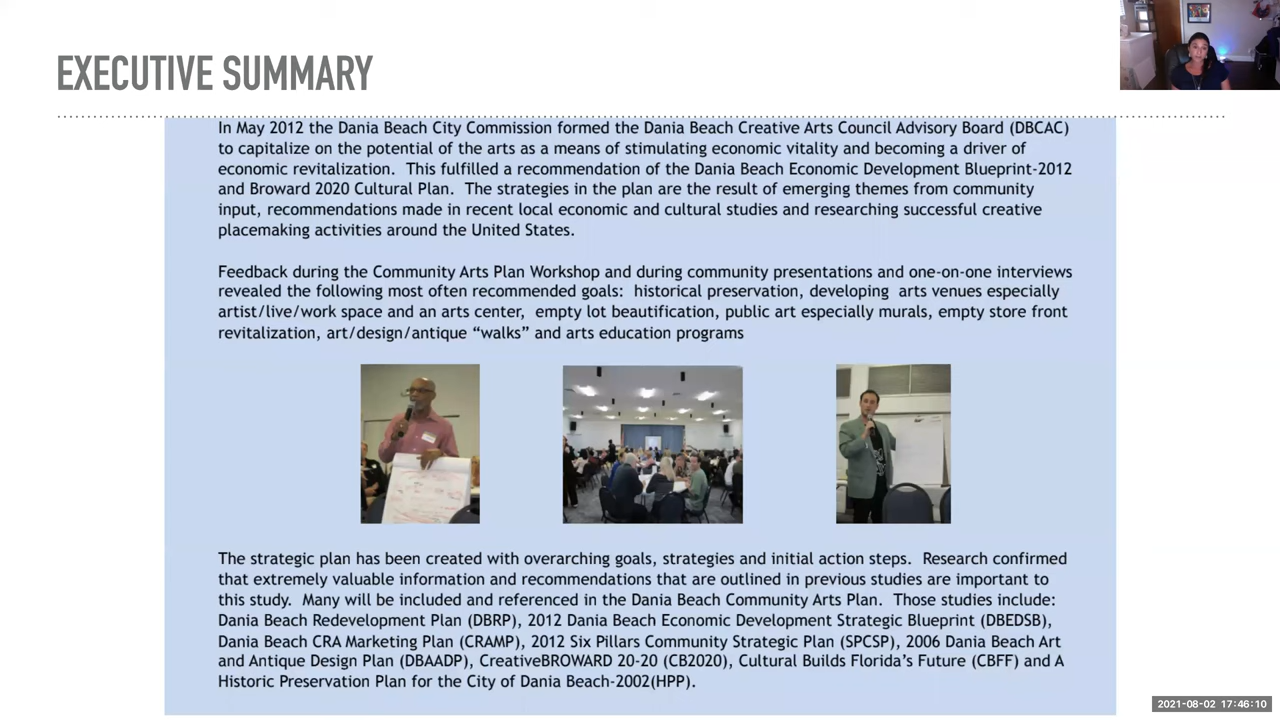 EXECUTIVE SUMMARY
In May 2012 the Dania Beach City Commission formed the Dania Beach Creative Arts Council Advisory Board (DBCAC)
to capitalize on the potential of the arts as a means of stimulating economic vitality and becoming a driver of
economic revitalization. This fulfilled a recommendation of the Dania Beach Economic Development Blueprint-2012
and Broward 2020 Cultural Plan. The strategies in the plan are the result of emerging themes from community
input, recommendations made in recent local economic and cultural studies and researching successful creative
placemaking activities around the United States.
Feedback during the Community Arts Plan Workshop and during community presentations and one-on-one interviews
revealed the following most often recommended goals: historical preservation, developing arts venues especially
artist/live/work space and an arts center, empty lot beautification, public art especially murals, empty store front
revitalization, art/design/antique “walks” and arts education programs
The strategic plan has been created with overarching goals, strategies and initial action steps. Research confirmed
that extremely valuable information and recommendations that are outlined in previous studies are important to
this study. Many will be included and referenced in the Dania Beach Community Arts Plan. Those studies include:
Dania Beach Redevelopment Plan (DBRP), 2012 Dania Beach Economic Development Strategic Blueprint (DBEDSB),
Dania Beach CRA Marketing Plan (CRAMP), 2012 Six Pillars Community Strategic Plan (SPCSP), 2006 Dania Beach Art
and Antique Design Plan (DBAADP), CreativeBROWARD 20-20 (CB2020), Cultural Builds Florida’s Future (CBFF) and A
Historic Preservation Plan for the City of Dania Beach-2002(HPP).
2021-08-02 17:46:10